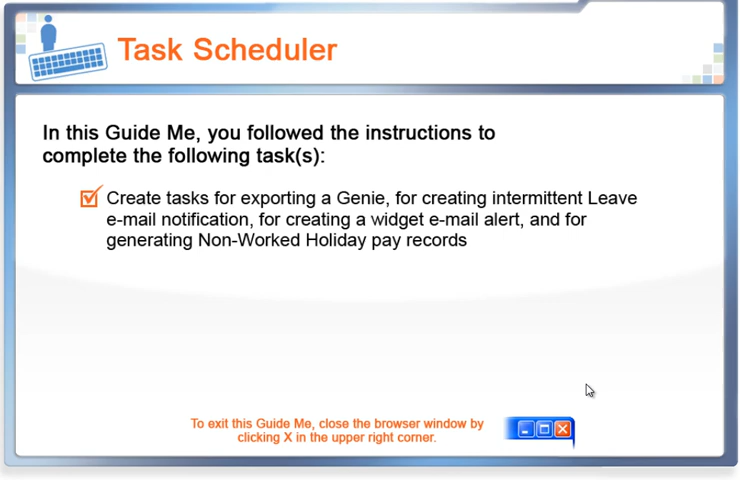 Task Scheduler
In this Guide Me, you followed the instructions to
complete the following task(s):
Create tasks for exporting a Genie, for creating intermittent Leave
e-mail notification, for creating a widget e-mail alert, and for
generating Non-Worked Holiday pay records
To exit this Guide Me, close the browser window by
clicking X in the upper right corner.